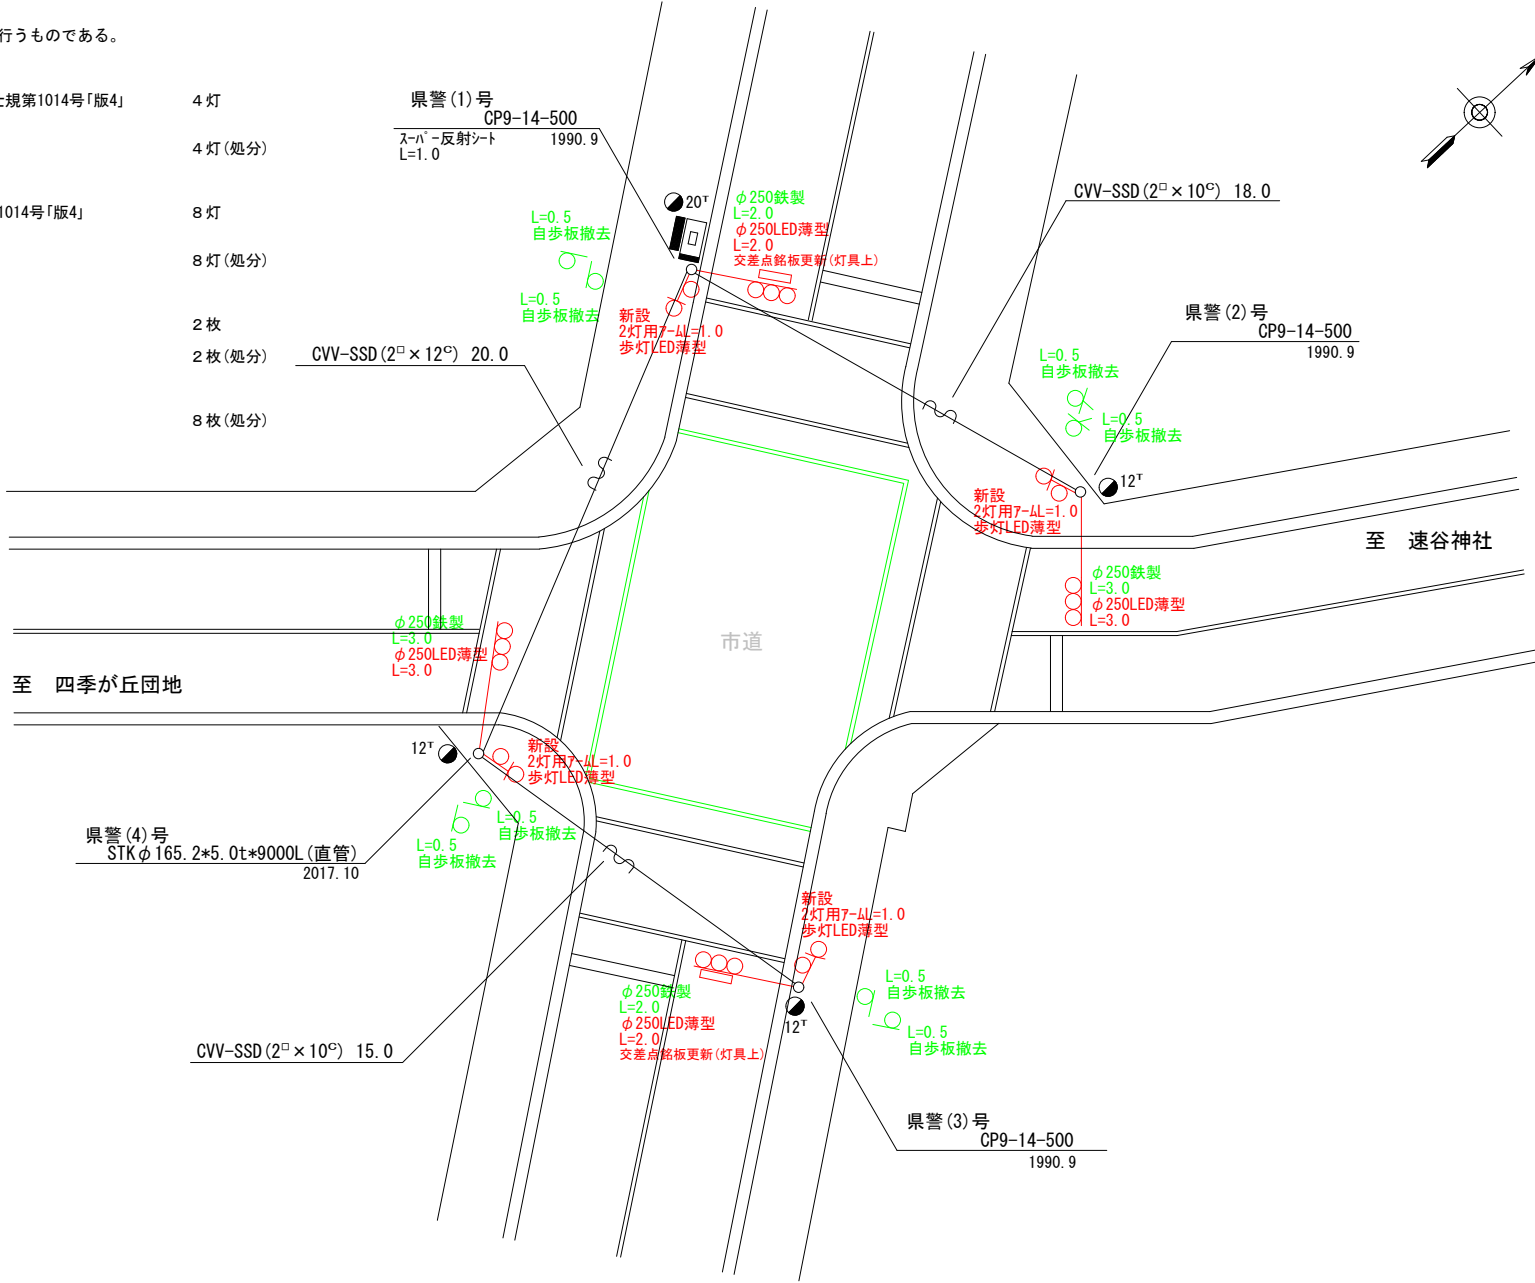 行うものである。
土規第1014号「版4」 4灯
4灯(処分)
1014号「版4」 8灯
8灯(処分)
2枚
2枚(処分)
8枚(処分)
県警(1)号
CP9-14-500
スーパー反射シート 1990.9
L=1.0
20T
φ250鉄製
L=2.0
φ250LED薄型
L=2.0
交差点銘板更新(灯具上)
L=0.5
自歩板撤去
L=0.5
自歩板撤去
新設
2灯用アームL=1.0
歩灯LED薄型
CVV-SSD(2□×10C) 18.0
県警(2)号
CP9-14-500
1990.9
L=0.5
自歩板撤去
L=0.5
自歩板撤去
12T
新設
2灯用アームL=1.0
歩灯LED薄型
CVV-SSD(2□×12C) 20.0
至 速谷神社
φ250鉄製
L=3.0
φ250LED薄型
L=3.0
市道
φ250鉄製
L=3.0
φ250LED薄型
L=3.0
至 四季が丘団地
12T
新設
2灯用アームL=1.0
歩灯LED薄型
L=0.5
自歩板撤去
L=0.5
自歩板撤去
県警(4)号
STKφ165.2*5.0t*9000L(直管)
2017.10
新設
2灯用アームL=1.0
歩灯LED薄型
L=0.5
自歩板撤去
L=0.5
自歩板撤去
φ250鉄製
L=2.0
φ250LED薄型
L=2.0
交差点銘板更新(灯具上)
12T
CVV-SSD(2□×10C) 15.0
県警(3)号
CP9-14-500
1990.9